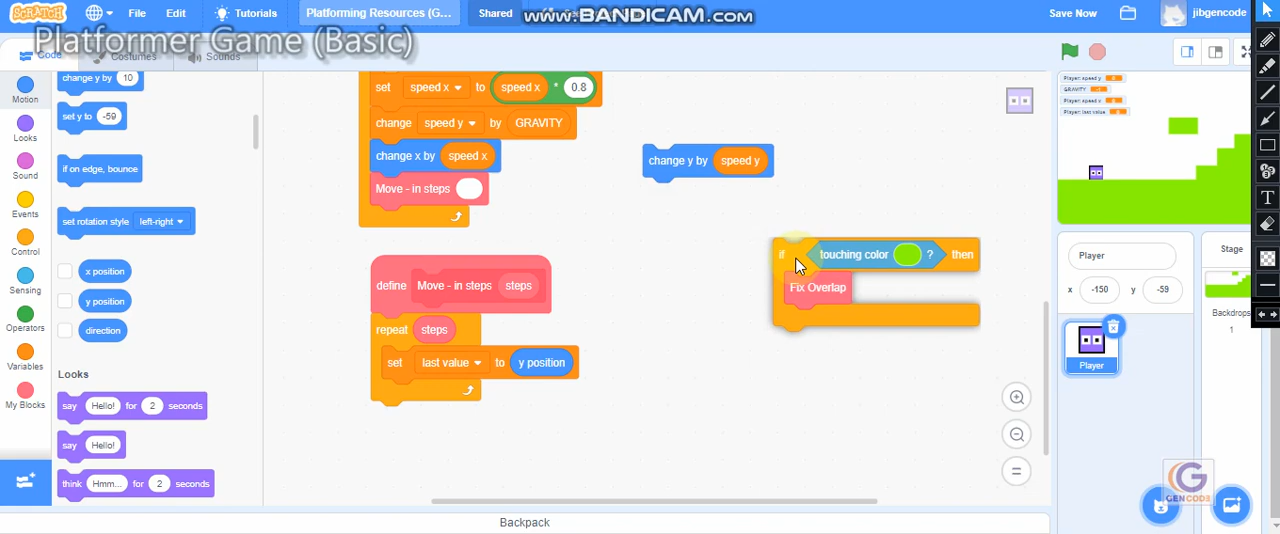 SCRATCH
File
Edit
Tutorials
Platforming Resources (G...
Shared
www.BANDICAM.com
Save Now
jibgencode
Platformer Game (Basic)
Code
Costumes
Sounds
Motion
Looks
Sound
Events
Control
Sensing
Operators
Variables
My Blocks
change y by 10
set y to -59
if on edge, bounce
set rotation style left-right
x position
y position
direction
Looks
say Hello! for 2 seconds
say Hello!
think Hmm... for 2 seconds
set speed x to speed x * 0.8
change speed y by GRAVITY
change x by speed x
Move - in steps
define Move - in steps steps
repeat steps
set last value to y position
change y by speed y
if touching color ? then
Fix Overlap
Player: speed y
GRAVITY
Player: speed x
Player: last value
Player
x -150 y -59
Player
Stage
Backdrops
1
T
GENCODE
Backpack